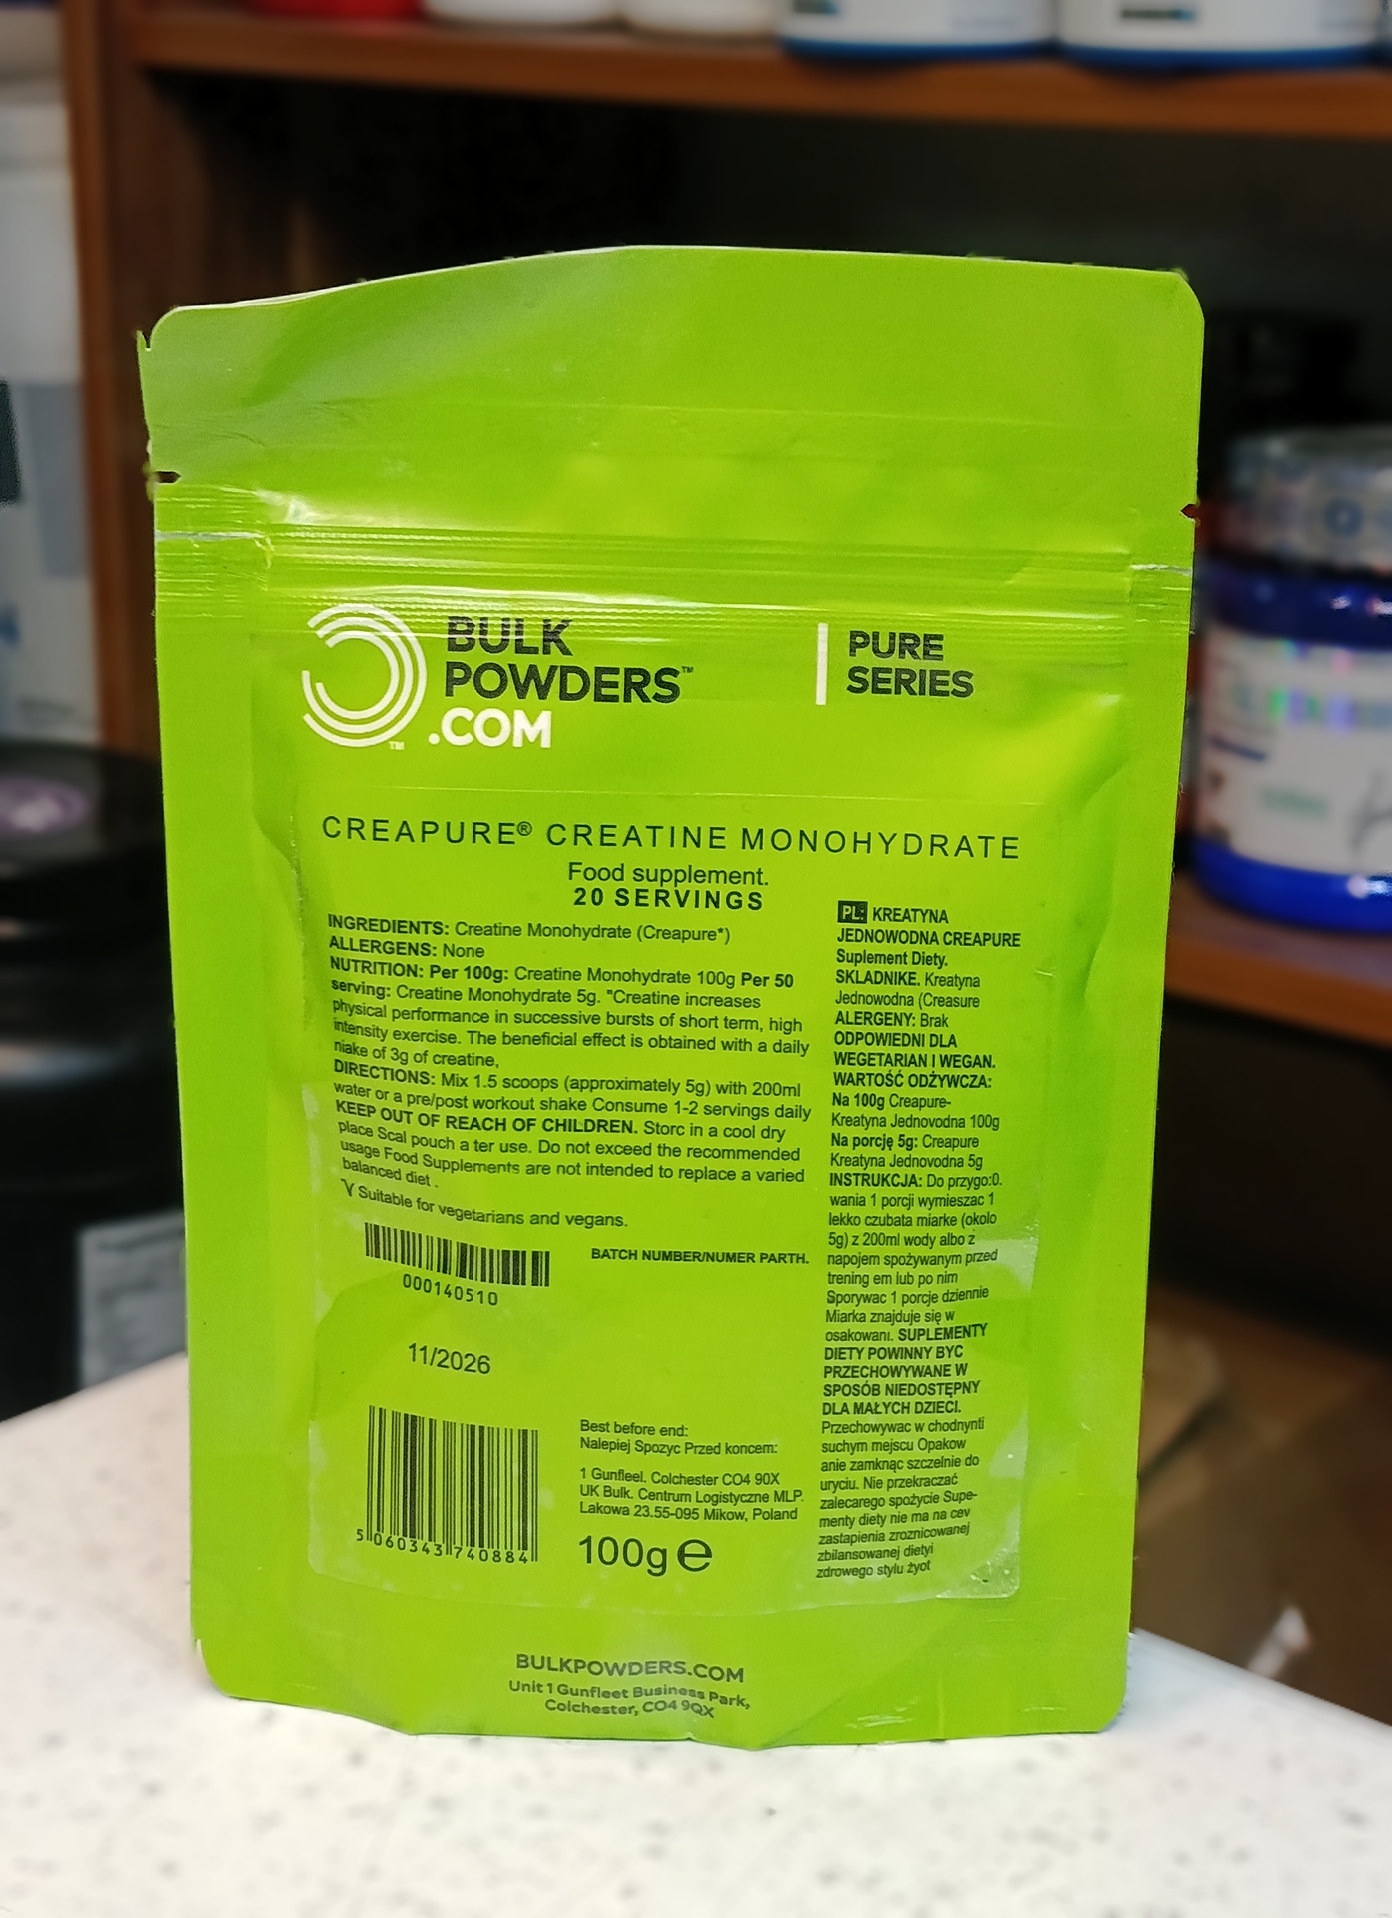 BULK
POWDERS™
.COM
™
PURE
SERIES
CREAPURE® CREATINE MONOHYDRATE
Food supplement.
20 SERVINGS
INGREDIENTS: Creatine Monohydrate (Creapure*)
ALLERGENS: None
NUTRITION: Per 100g: Creatine Monohydrate 100g Per 50
serving: Creatine Monohydrate 5g. "Creatine increases
physical performance in successive bursts of short term, high
intensity exercise. The beneficial effect is obtained with a daily
niake of 3g of creatine,
DIRECTIONS: Mix 1.5 scoops (approximately 5g) with 200ml
water or a pre/post workout shake Consume 1-2 servings daily
KEEP OUT OF REACH OF CHILDREN. Storc in a cool dry
place Scal pouch a ter use. Do not exceed the recommended
usage Food Supplements are not intended to replace a varied
balanced diet .
Suitable for vegetarians and vegans.
000140510
BATCH NUMBER/NUMER PARTH.
11/2026
5 060343 740884
Best before end:
Nalepiej Spozyc Przed koncem:
1 Gunfleel. Colchester CO4 90X
UK Bulk. Centrum Logistyczne MLP.
Lakowa 23.55-095 Mikow, Poland
100g e
PL: KREATYNA
JEDNOWODNA CREAPURE
Suplement Diety.
SKLADNIKE. Kreatyna
Jednowodna (Creasure
ALERGENY: Brak
ODPOWIEDNI DLA
WEGETARIAN I WEGAN.
WARTOŚĆ ODŻYWCZA:
Na 100g Creapure-
Kreatyna Jednovodna 100g
Na porcję 5g: Creapure
Kreatyna Jednovodna 5g
INSTRUKCJA: Do przygo:0.
wania 1 porcji wymieszac 1
lekko czubata miarke (okolo
5g) z 200ml wody albo z
napojem spożywanym przed
trening em lub po nim
Sporywac 1 porcje dziennie
Miarka znajduje się w
osakowanı. SUPLEMENTY
DIETY POWINNY BYC
PRZECHOWYWANE W
SPOSÓB NIEDOSTĘPNY
DLA MAŁYCH DZIECI.
Przechowywac w chodnynti
suchym mejscu Opakow
anie zamknąc szczelnie do
uryciu. Nie przekraczać
zalecarego spożycie Supe-
menty diety nie ma na cev
zastapienia zroznicowanej
zbilansowanej dietyi
zdrowego stylu żyot
BULKPOWDERS.COM
Unit 1 Gunfleet Business Park,
Colchester, CO4 9QX